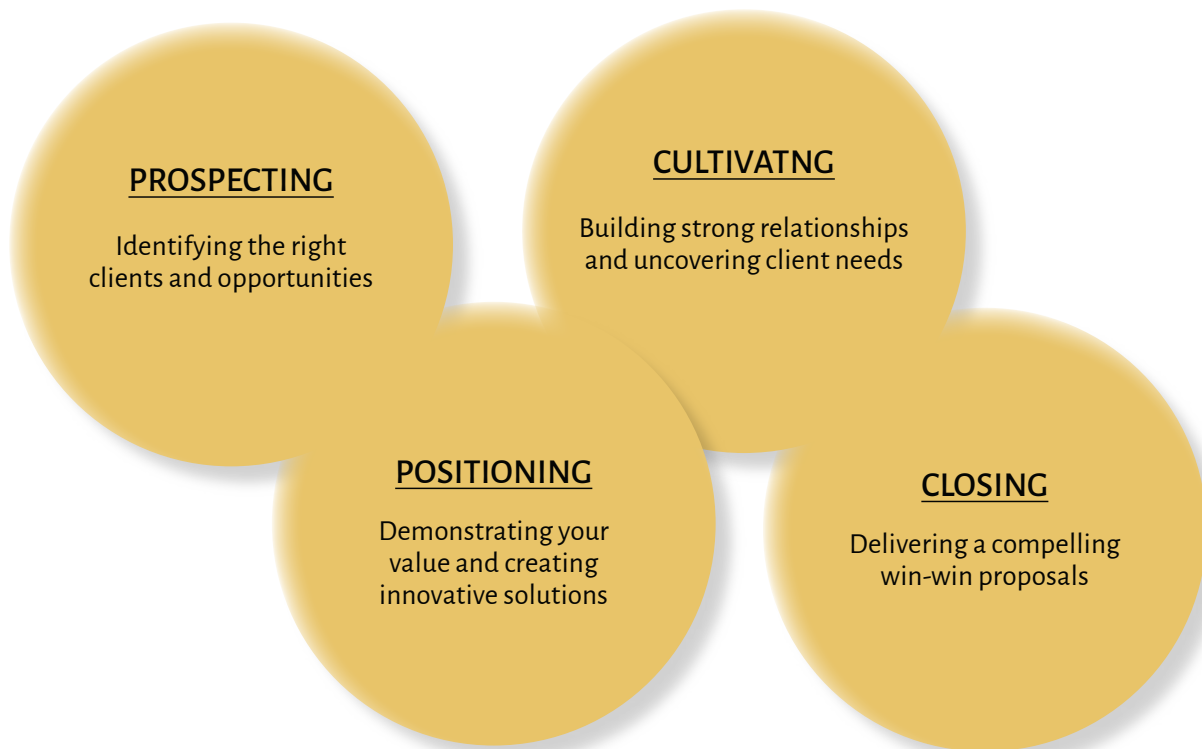 PROSPECTING
Identifying the right
clients and opportunities
CULTIVATNG
Building strong relationships
and uncovering client needs
POSITIONING
Demonstrating your
value and creating
innovative solutions
CLOSING
Delivering a compelling
win-win proposals